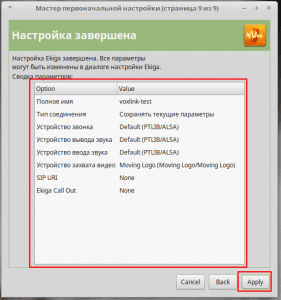 Мастер первоначальной настройки (страница 9 из 9)
Настройка завершена
Настройка Ekiga завершена. Все параметры
могут быть изменены в диалоге настройки Ekiga.
Сводка параметров:
Option Value
Полное имя voxlink-test
Тип соединения Сохранять текущие параметры
Устройство звонка Default (PTLIB/ALSA)
Устройство вывода звука Default (PTLIB/ALSA)
Устройство ввода звука Default (PTLIB/ALSA)
Устройство захвата видео Moving Logo (Moving Logo/Moving Logo)
SIP URI None
Ekiga Call Out None
Cancel Back Apply